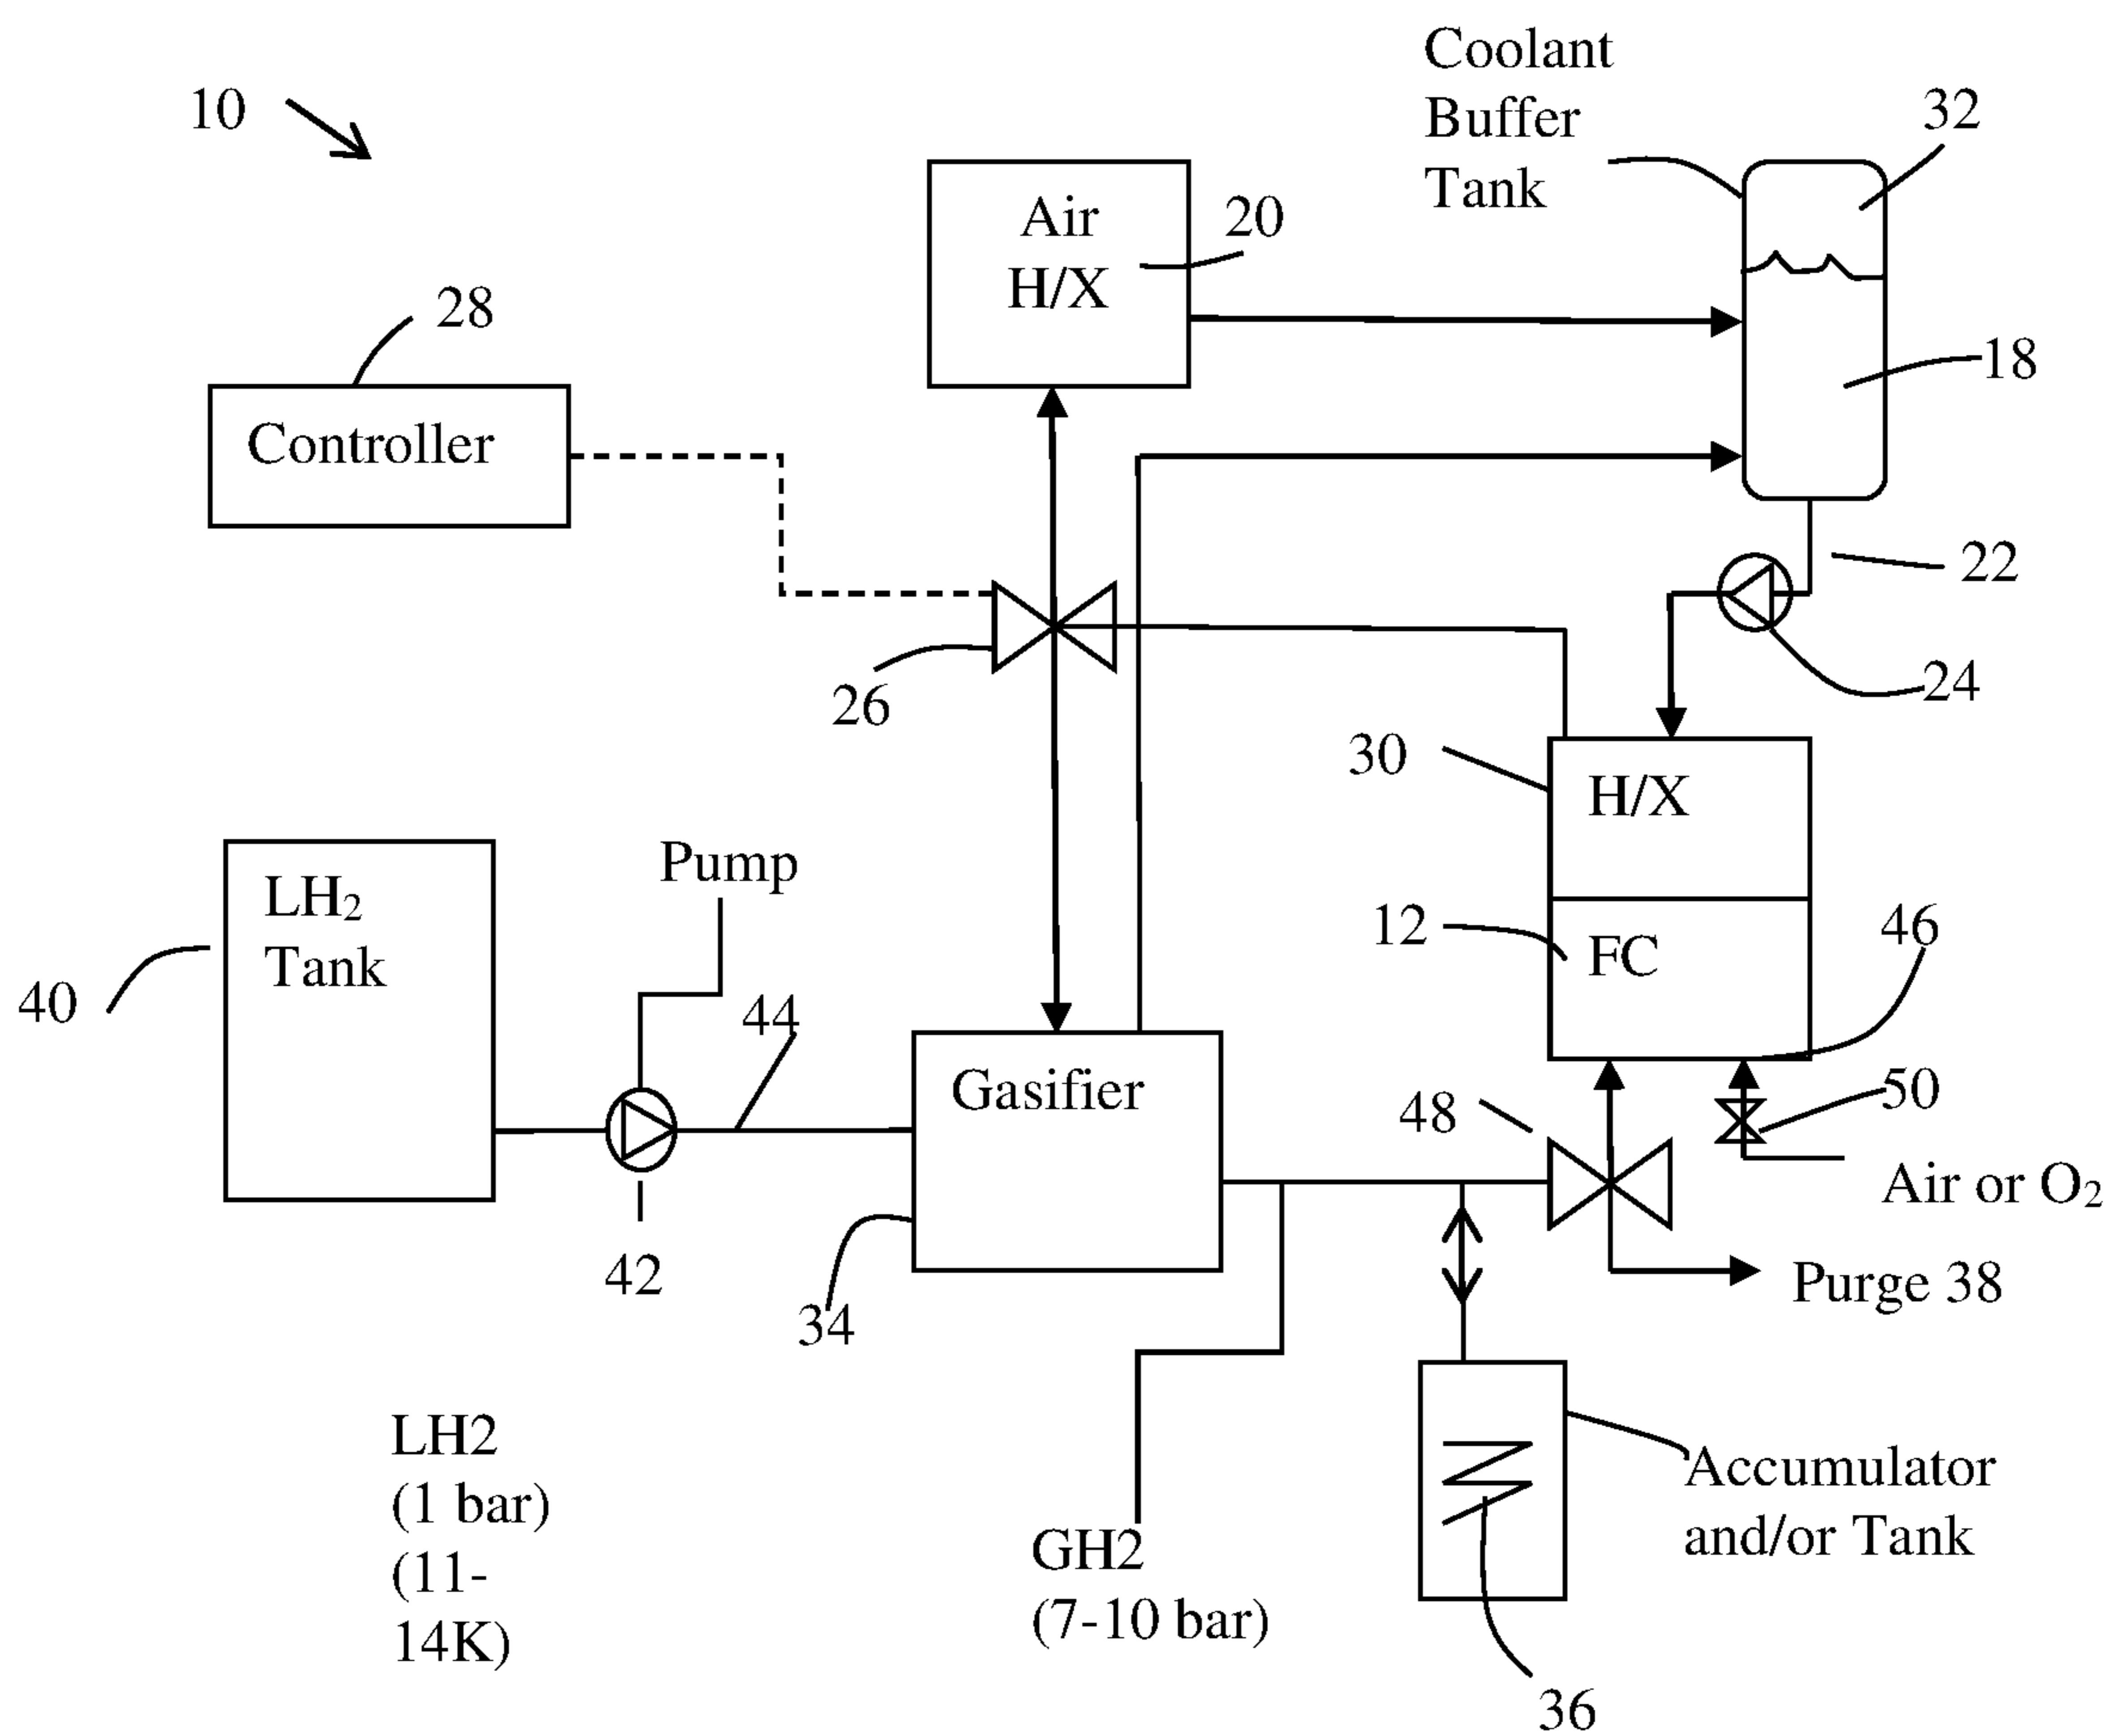 10
Coolant
Buffer
Tank
32
Air
H/X
20
28
18
Controller
22
26
24
30
H/X
LH₂
Tank
Pump
12
FC
46
40
44
Gasifier
48
50
Air or O₂
42
34
Purge 38
LH2
(1 bar)
(11-
14K)
GH2
(7-10 bar)
Accumulator
and/or Tank
36